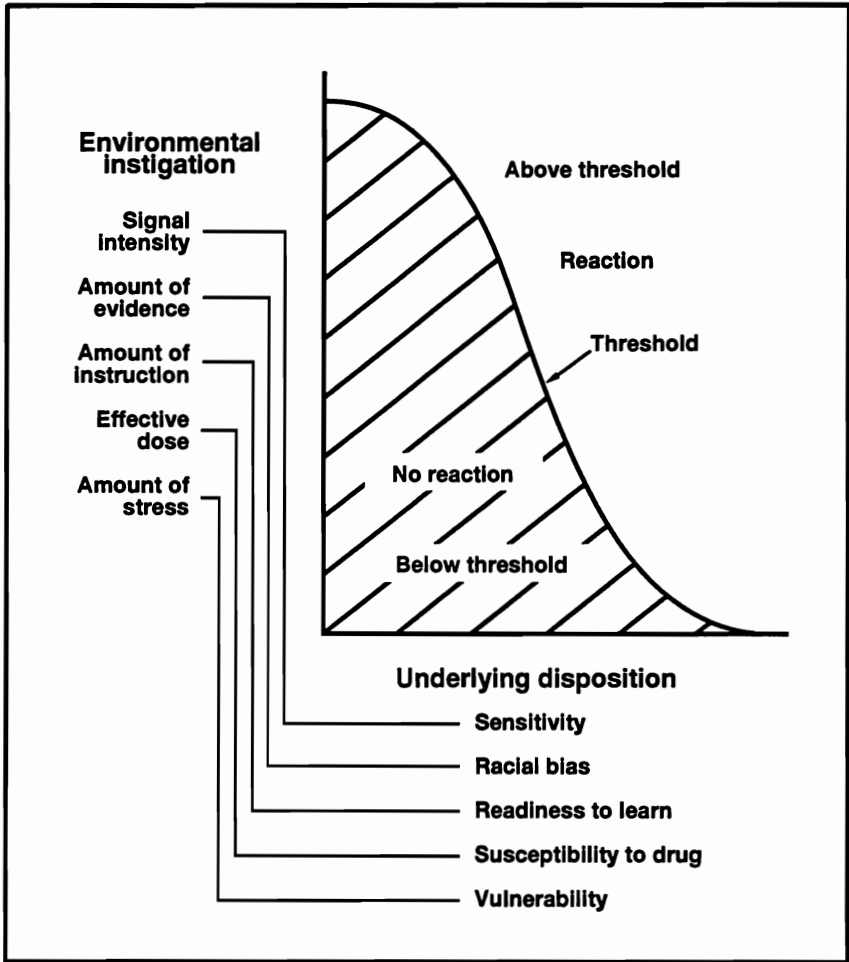 Environmental
instigation
Signal
intensity
Amount of
evidence
Amount of
instruction
Effective
dose
Amount of
stress
Above threshold
Reaction
Threshold
No reaction
Below threshold
Underlying disposition
Sensitivity
Racial bias
Readiness to learn
Susceptibility to drug
Vulnerability